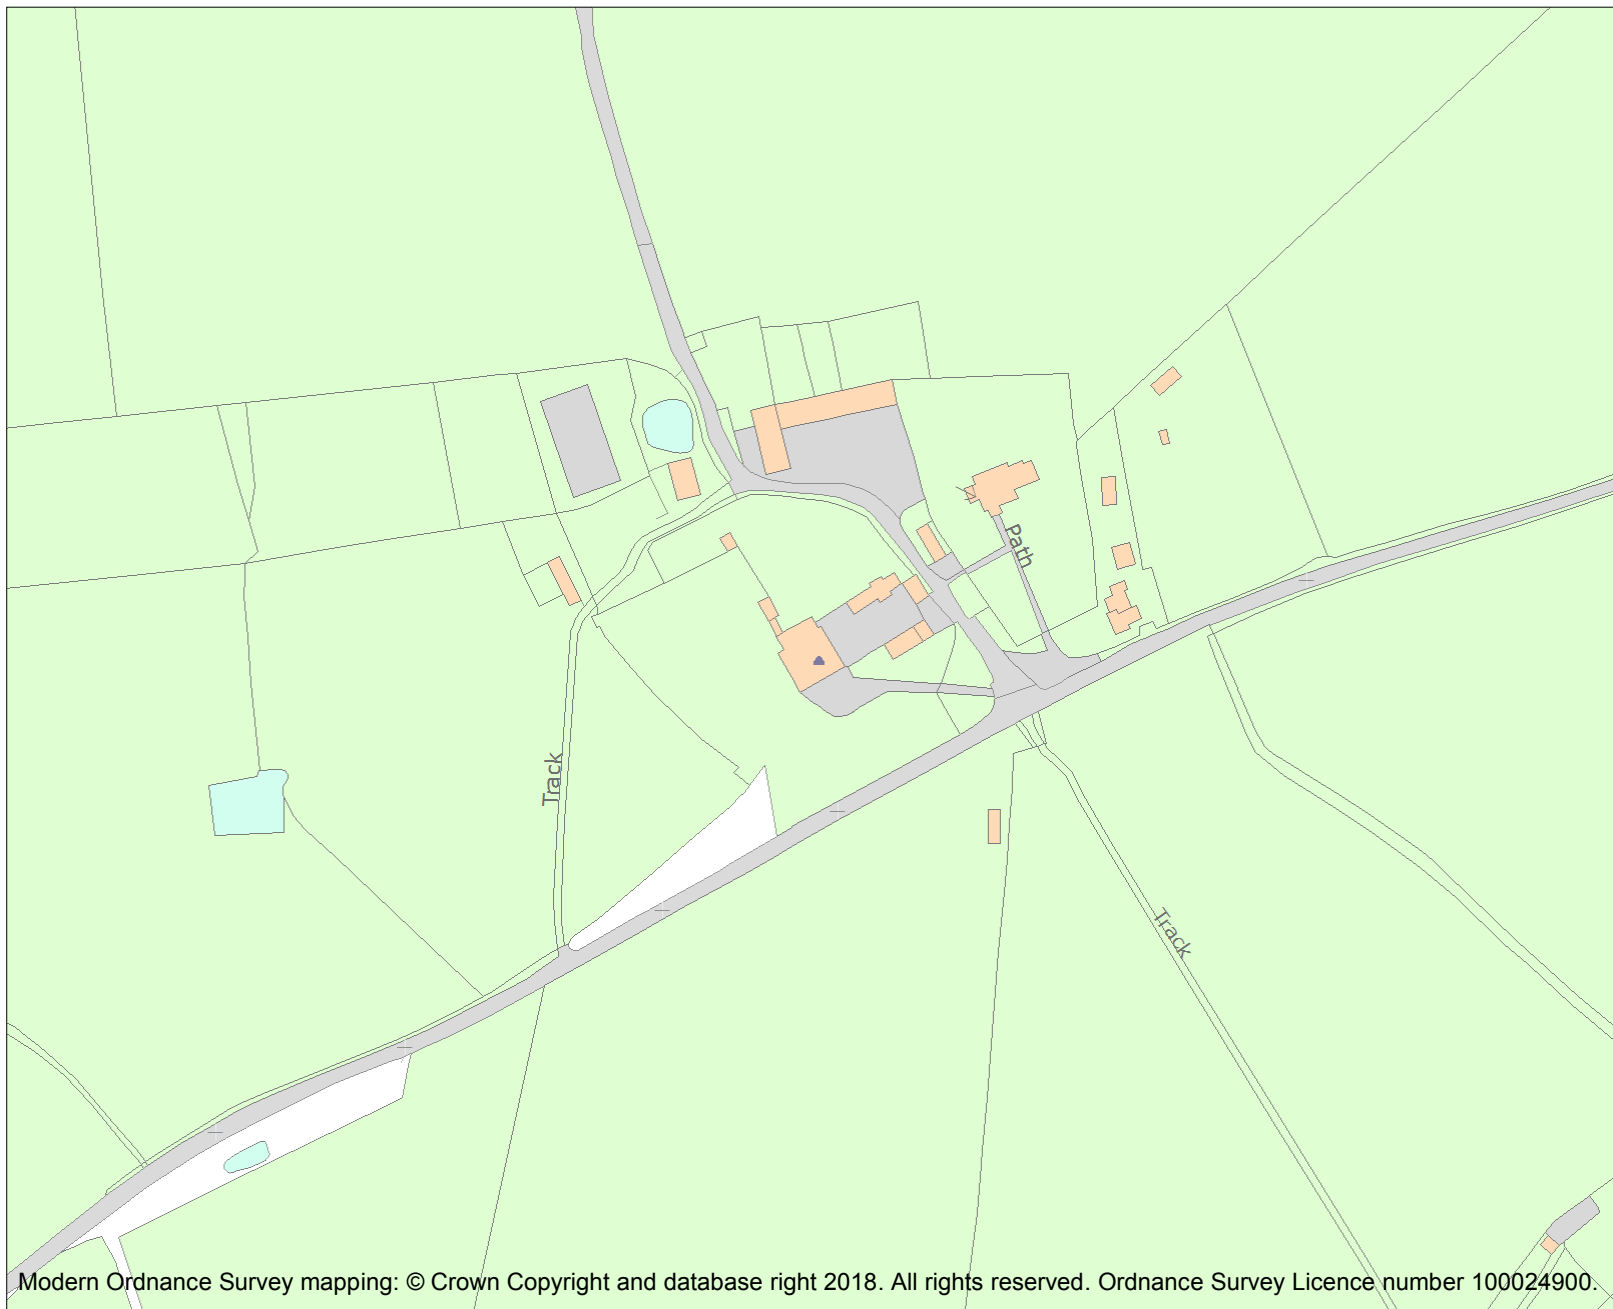 Path
Track
Track
Modern Ordnance Survey mapping: © Crown Copyright and database right 2018. All rights reserved. Ordnance Survey Licence number 100024900.